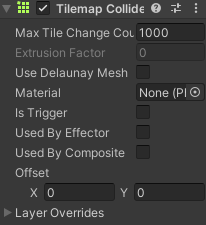 Tilemap Collide
Max Tile Change Cou 1000
Extrusion Factor 0
Use Delaunay Mesh
Material None (Pl
Is Trigger
Used By Effector
Used By Composite
Offset
X 0 Y 0
Layer Overrides